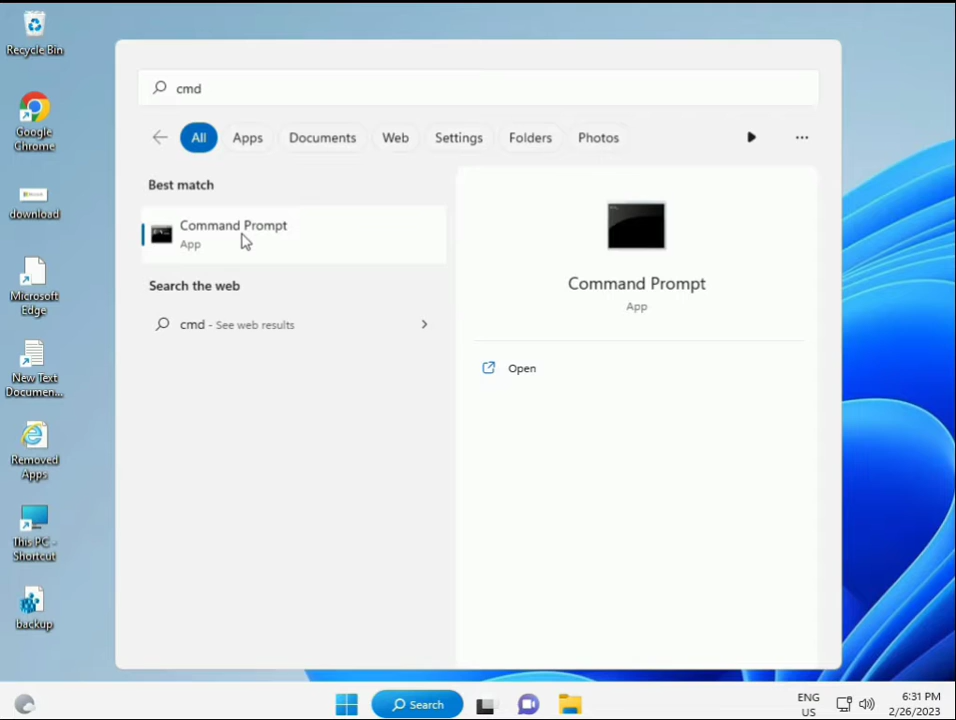 Recycle Bin
Google
Chrome
download
Microsoft
Edge
New Text
Documen...
Removed
Apps
This PC -
Shortcut
backup
cmd
All
Apps
Documents
Web
Settings
Folders
Photos
...
Best match
Command Prompt
App
Search the web
cmd - See web results
Command Prompt
App
Open
Search
ENG
US
6:31 PM
2/26/2023